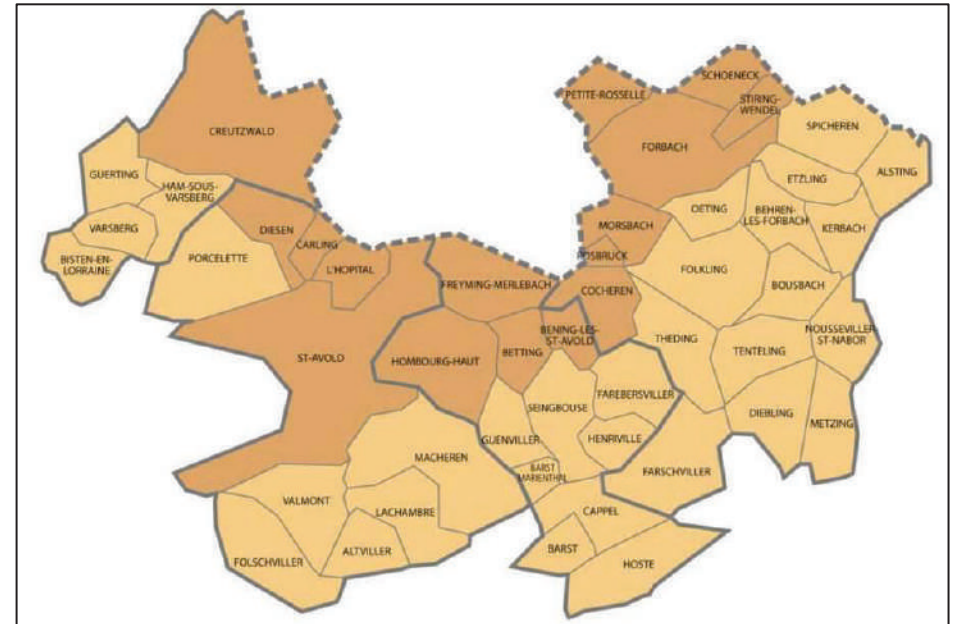 PETITE-ROSSELLE
SCHOENECK
STIRING-
WENDEL
SPICHEREN
CREUTZWALD
FORBACH
ALSTING
GUERTING
HAM-SOUS-
VARSBERG
ETZLING
OETING
BEHREN-
LES-FORBACH
KERBACH
VARSBERG
DIESEN
CARLING
MORSBACH
ROSBRUCK
BISTEN-EN-
LORRAINE
PORCELETTE
L'HOPITAL
FREYMING-MERLEBACH
COCHEREN
FOLKLING
BOUSBACH
ST-AVOLD
HOMBOURG-HAUT
BETTING
BENING-LES-
ST-AVOLD
THEDING
TENTELING
NOUSSEVILLER-
ST-NABOR
SEINGBOUSE
FAREBERSVILLER
DIEBLING
METZING
GUENVILLER
HENRIVILLE
MACHEREN
BARST
MARIENTHAL
FARSCHVILLER
VALMONT
LACHAMBRE
CAPPEL
FOLSCHVILLER
ALTVILLER
BARST
HOSTE